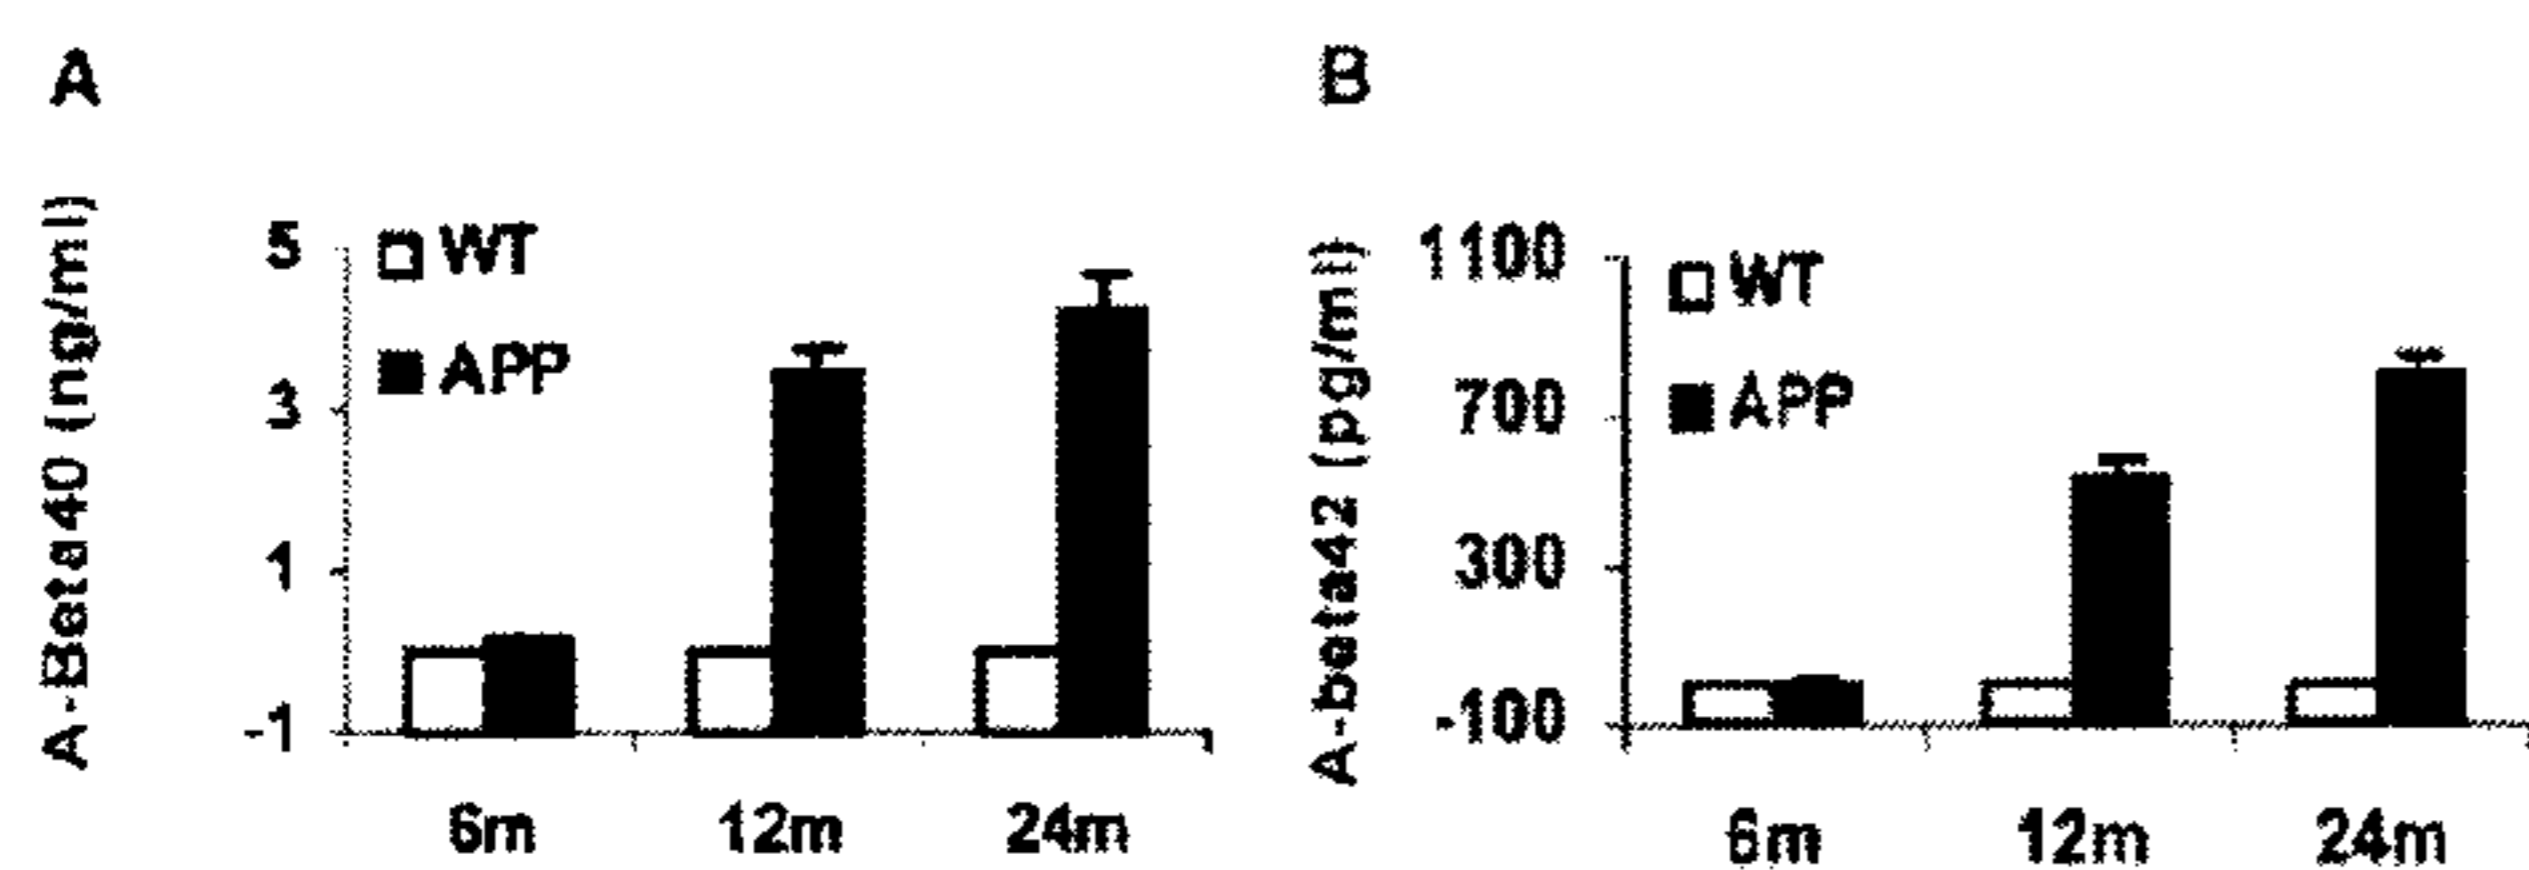 A
A-Beta40 (ng/ml)
5
3
1
-1
WT
APP
6m 12m 24m
B
A-beta42 (pg/ml)
1100
700
300
-100
WT
APP
6m 12m 24m